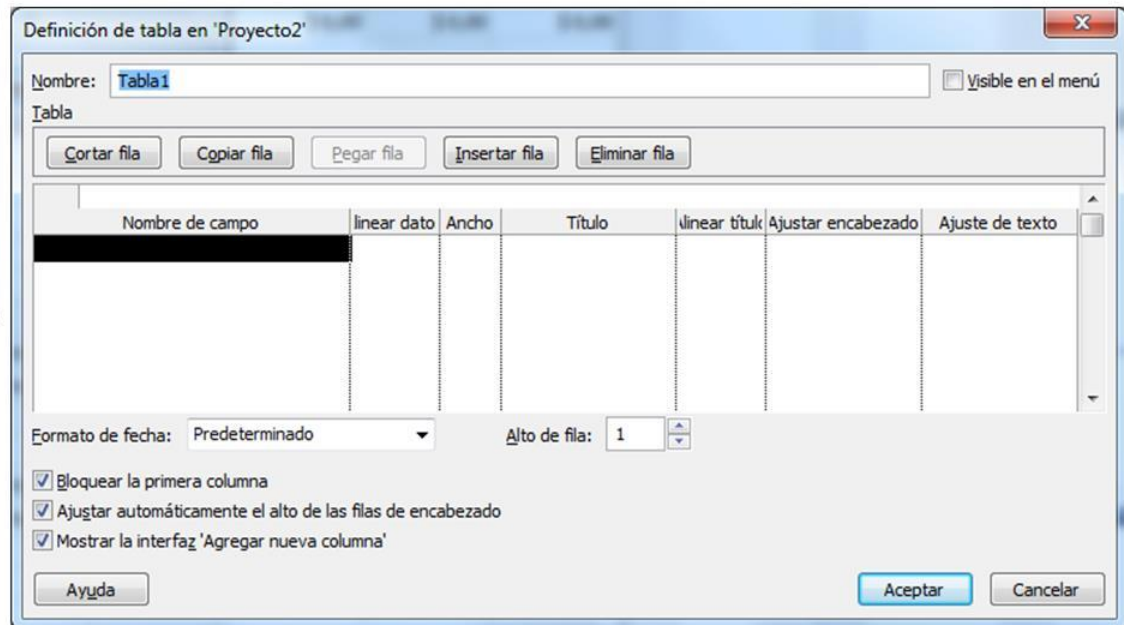 Definición de tabla en 'Proyecto2'
Nombre: Tabla1 Visible en el menú
Tabla
Cortar fila Copiar fila Pegar fila Insertar fila Eliminar fila
Nombre de campo linear dato Ancho Título linear títul Ajustar encabezado Ajuste de texto
Formato de fecha: Predeterminado Alto de fila: 1
Bloquear la primera columna
Ajustar automáticamente el alto de las filas de encabezado
Mostrar la interfaz 'Agregar nueva columna'
Ayuda Aceptar Cancelar